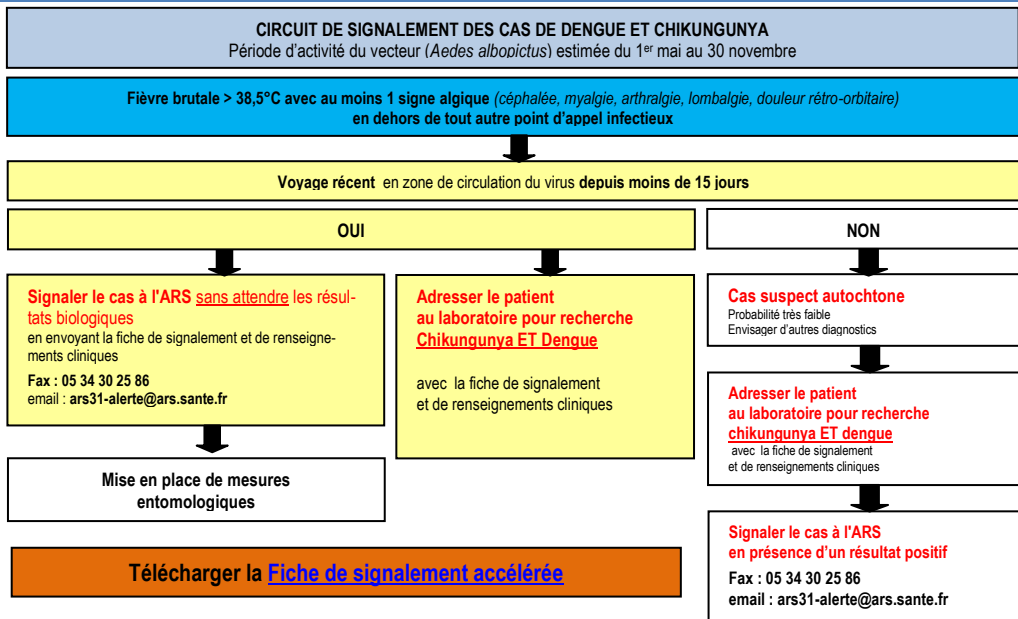 CIRCUIT DE SIGNALEMENT DES CAS DE DENGUE ET CHIKUNGUNYA
Période d'activité du vecteur (Aedes albopictus) estimée du 1er mai au 30 novembre
Fièvre brutale > 38,5°C avec au moins 1 signe algique (céphalée, myalgie, arthralgie, lombalgie, douleur rétro-orbitaire)
en dehors de tout autre point d'appel infectieux
Voyage récent en zone de circulation du virus depuis moins de 15 jours
OUI
NON
Signaler le cas à l'ARS sans attendre les résul-
tats biologiques
en envoyant la fiche de signalement et de renseigne-
ments cliniques
Fax : 05 34 30 25 86
email : ars31-alerte@ars.sante.fr
Mise en place de mesures
entomologiques
Adresser le patient
au laboratoire pour recherche
Chikungunya ET Dengue
avec la fiche de signalement
et de renseignements cliniques
Cas suspect autochtone
Probabilité très faible
Envisager d'autres diagnostics
Adresser le patient
au laboratoire pour recherche
chikungunya ET dengue
avec la fiche de signalement
et de renseignements cliniques
Signaler le cas à l'ARS
en présence d'un résultat positif
Fax : 05 34 30 25 86
email : ars31-alerte@ars.sante.fr
Télécharger la Fiche de signalement accélérée